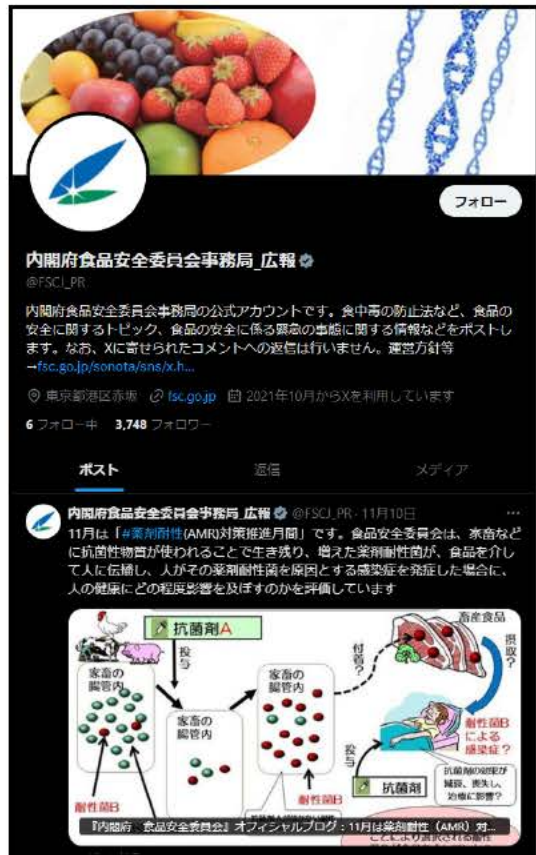 フォロー
内閣府食品安全委員会事務局_広報
@FSCJ_PR
内閣府食品安全委員会事務局の公式アカウントです。食中毒の防止法など、食品の
安全に関するトピック、食品の安全に係る緊急の事態に関する情報などをポストし
ます。なお、Xに寄せられたコメントへの返信は行いません。運営方針等
→fsc.go.jp/sonota/sns/x.h...
東京都港区赤坂 fsc.go.jp 2021年10月からXを利用しています
6 フォロー中 3,748 フォロワー
ポスト 返信 メディア
内閣府食品安全委員会事務局_広報 @FSCJ_PR・11月10日
11月は「#薬剤耐性(AMR)対策推進月間」です。食品安全委員会は、家畜など
に抗菌性物質が使われることで生き残り、増えた薬剤耐性菌が、食品を介し
て人に伝播し、人がその薬剤耐性菌を原因とする感染症を発症した場合に、
人の健康にどの程度影響を及ぼすのかを評価しています
抗菌剤A
投与
家畜の
腸管内
家畜の
腸管内
家畜の
腸管内
付着?
畜産食品
摂取?
耐性菌B
による
感染症?
投与
抗菌剤
抗菌剤の効果が
減弱、喪失し、
治療に影響?
耐性菌B
耐性菌B
『内閣府 食品安全委員会』オフィシャルブログ:11月は薬剤耐性(AMR)対...
ことにより選択される耐性